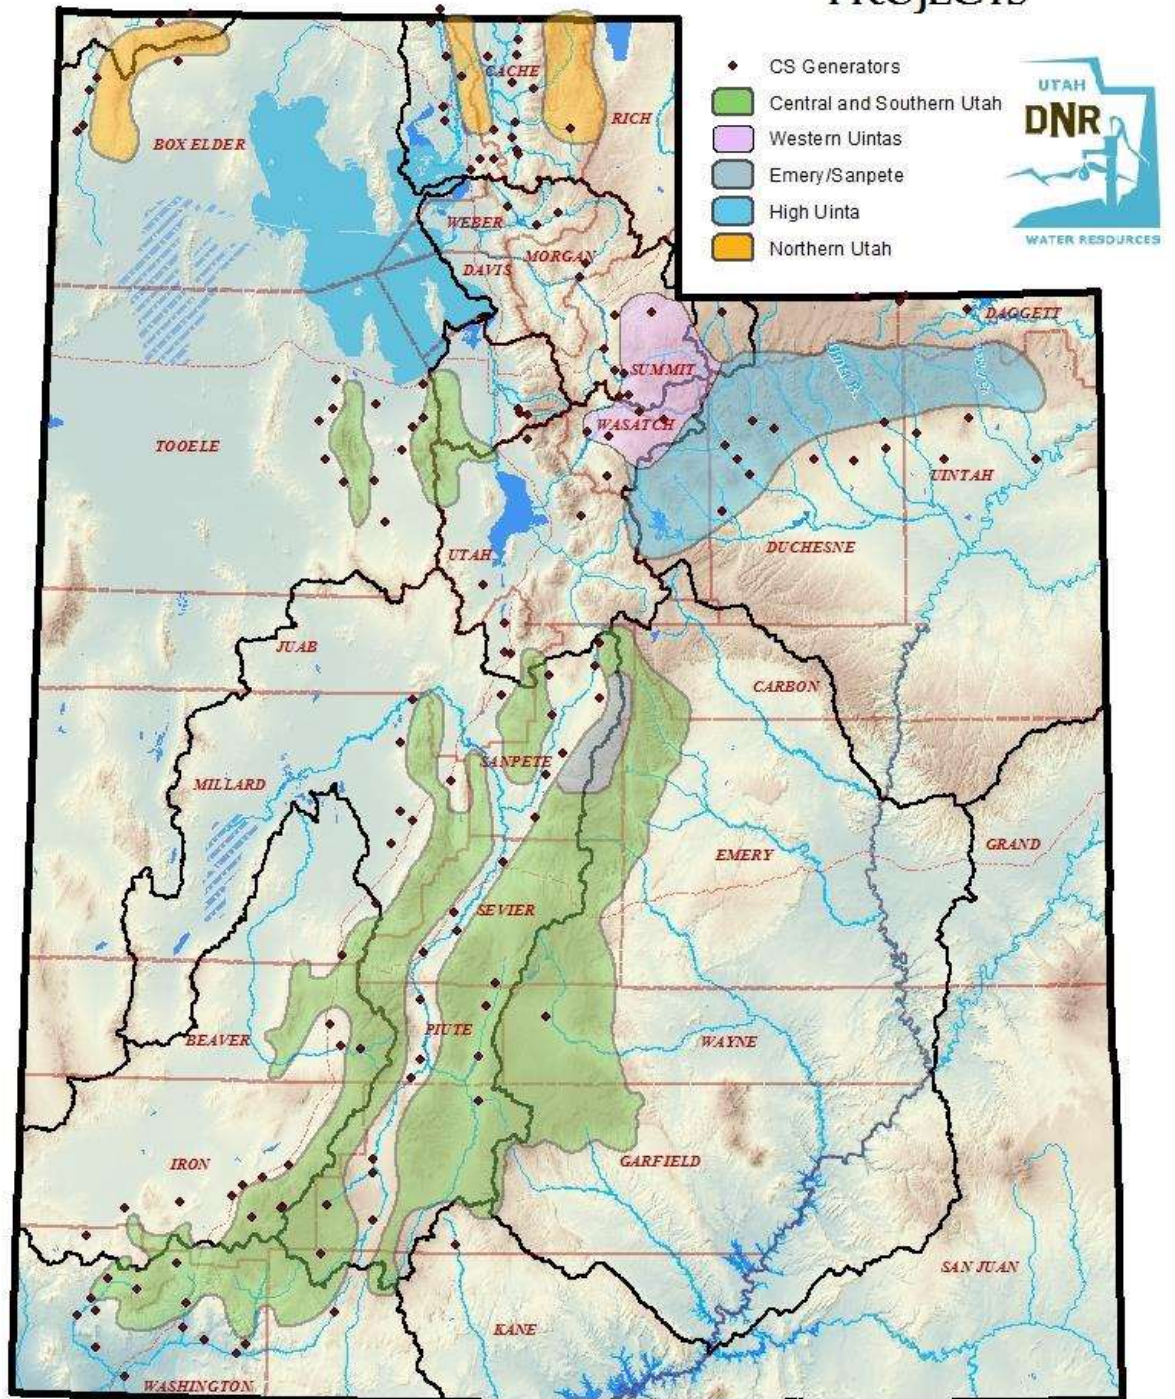 PROJECTS
CS Generators
Central and Southern Utah
Western Uintas
Emery/Sanpete
High Uinta
Northern Utah
UTAH
DNR
WATER RESOURCES
CACHE
RICH
BOX ELDER
WEBER
MORGAN
DAVIS
DAGGETT
SUMMIT
WASATCH
TOOELE
UINTAH
UTAH
DUCHESNE
JUAB
CARBON
SANPETE
MILLARD
GRAND
EMERY
SEVIER
PIUTE
BEAVER
WAYNE
IRON
GARFIELD
SAN JUAN
KANE
WASHINGTON